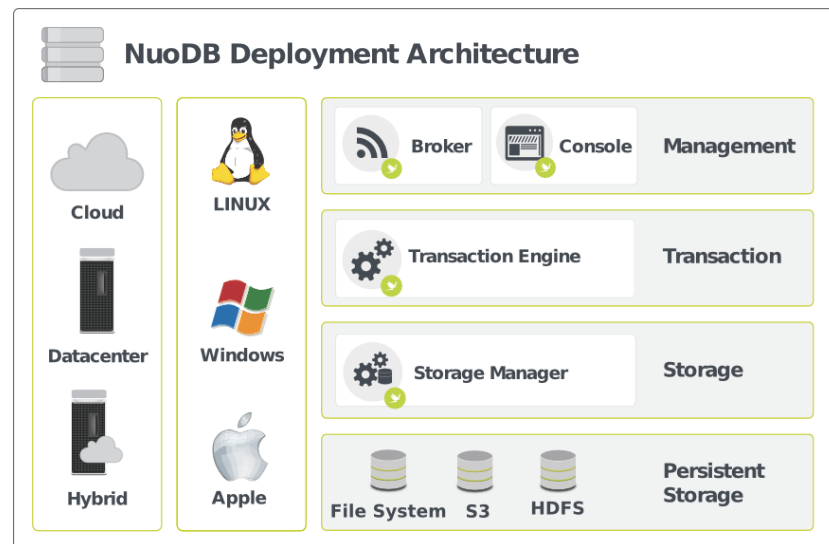 NuoDB Deployment Architecture
Cloud
Datacenter
Hybrid
LINUX
Windows
Apple
Broker
Console
Management
Transaction Engine
Transaction
Storage Manager
Storage
File System
S3
HDFS
Persistent
Storage